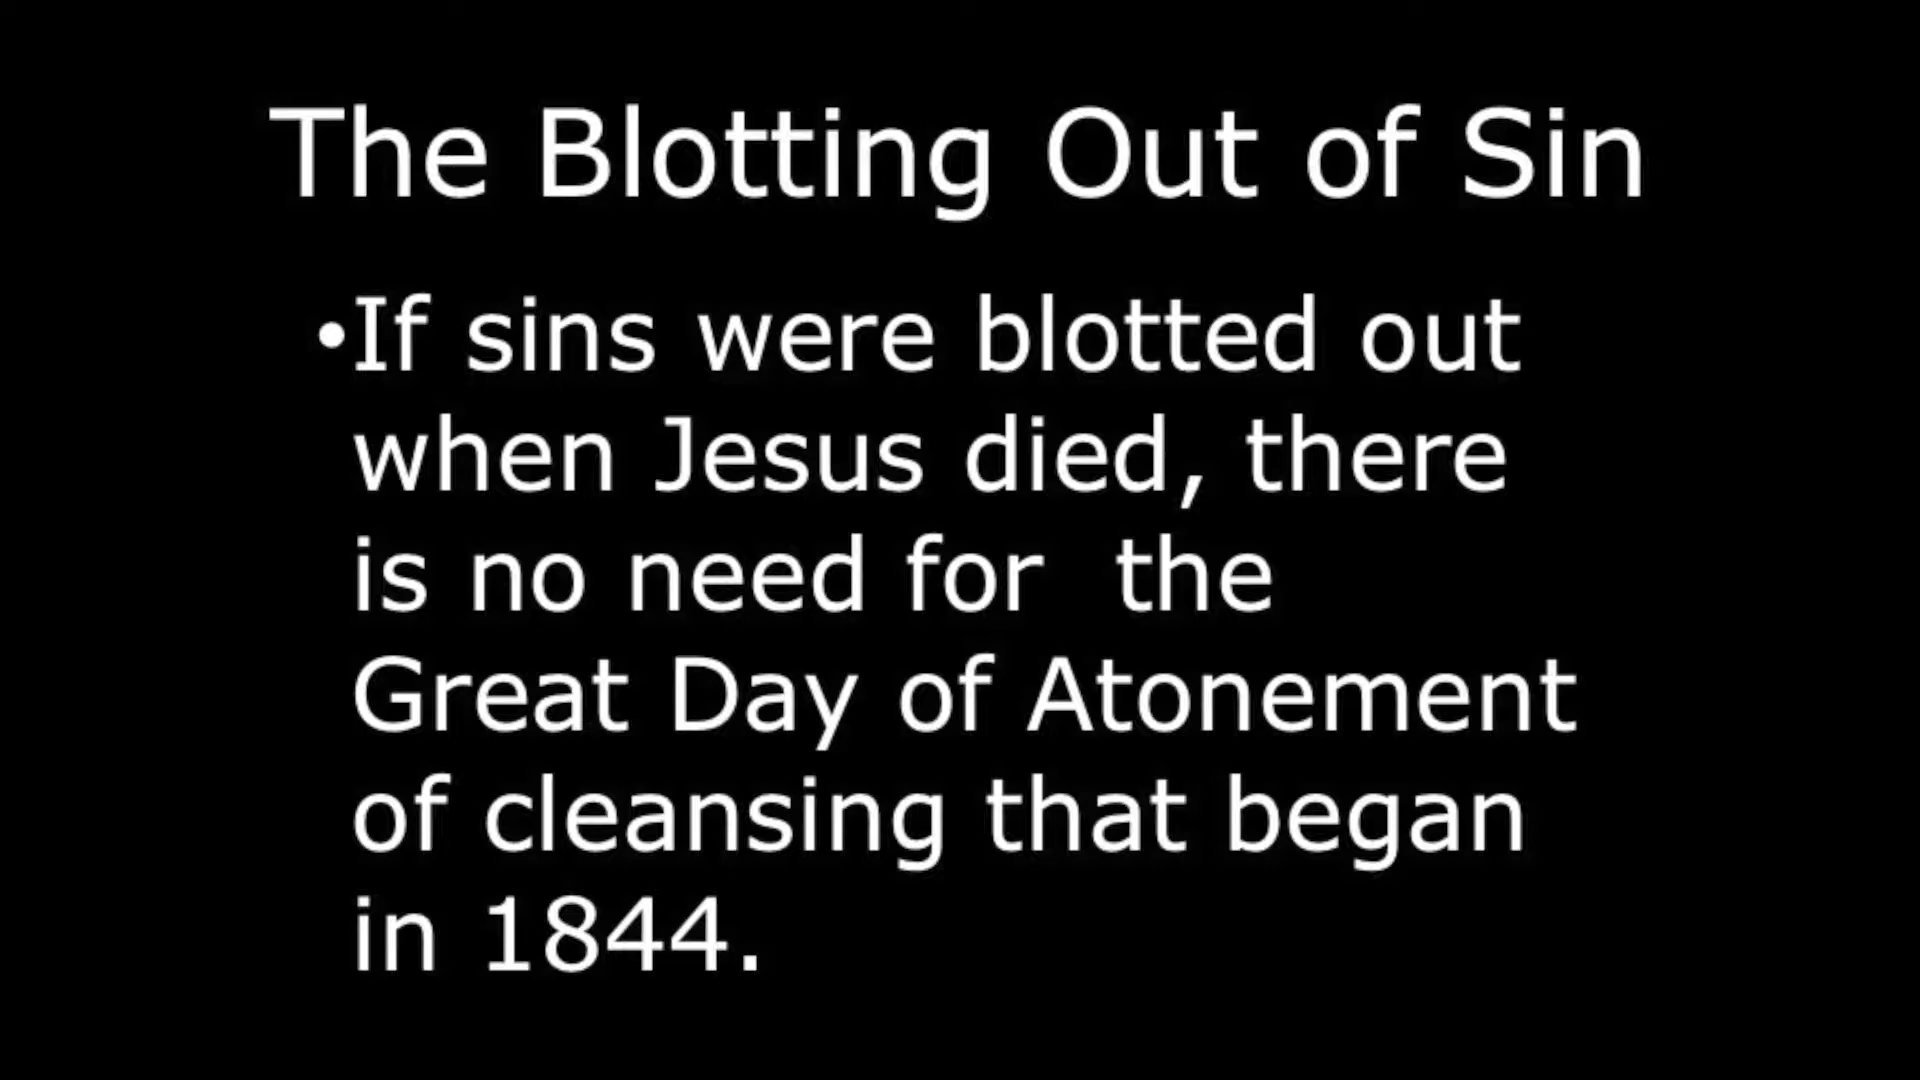 The Blotting Out of Sin
•If sins were blotted out
when Jesus died, there
is no need for  the
Great Day of Atonement
of cleansing that began
in 1844.